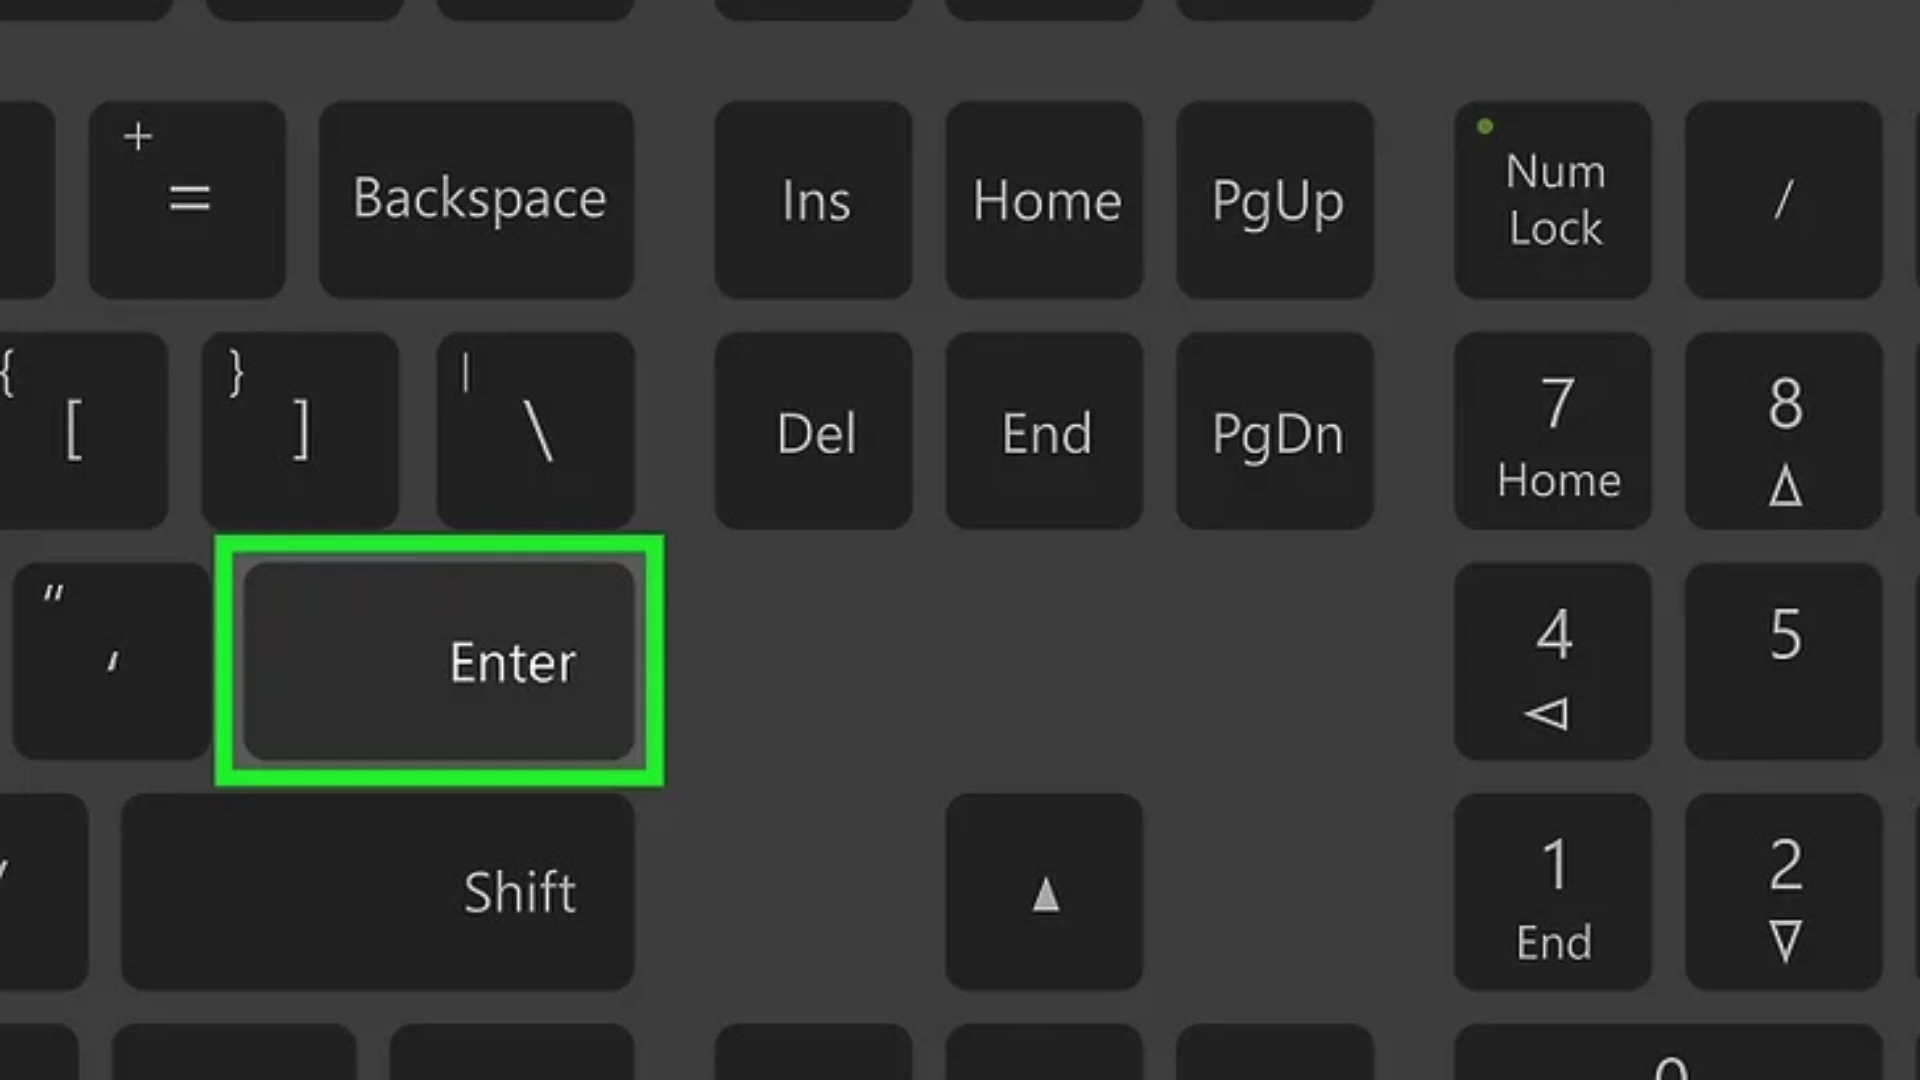 +
=
Backspace
Ins
Home
PgUp
Num
Lock
/
{
[
}
]
|
\
Del
End
PgDn
7
Home
8
"
'
Enter
4
5
Shift
1
End
2
0